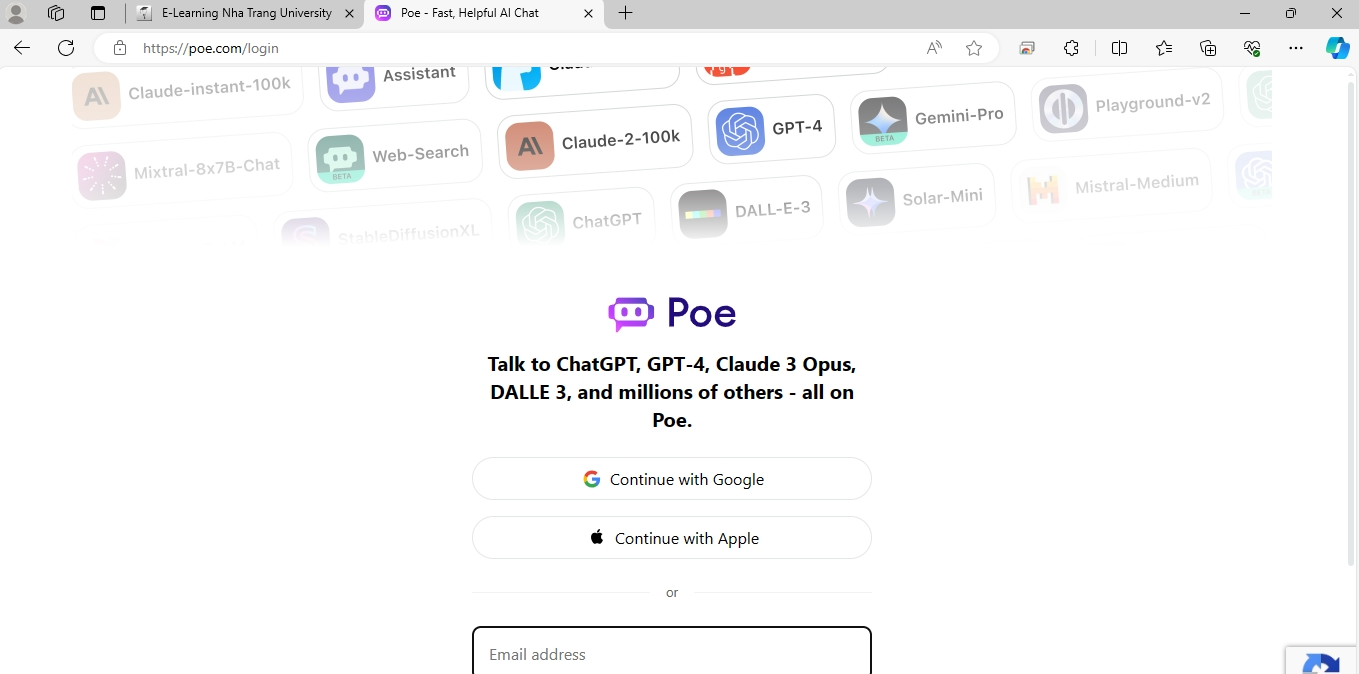 E-Learning Nha Trang University
Poe - Fast, Helpful AI Chat
https://poe.com/login
Claude-instant-100k
Assistant
Playground-v2
Gemini-Pro
GPT-4
Claude-2-100k
Web-Search
BETA
BETA
Mixtral-8x7B-Chat
Mistral-Medium
Solar-Mini
DALL-E-3
ChatGPT
StableDiffusionXL
Poe
Talk to ChatGPT, GPT-4, Claude 3 Opus,
DALLE 3, and millions of others - all on
Poe.
Continue with Google
Continue with Apple
or
Email address